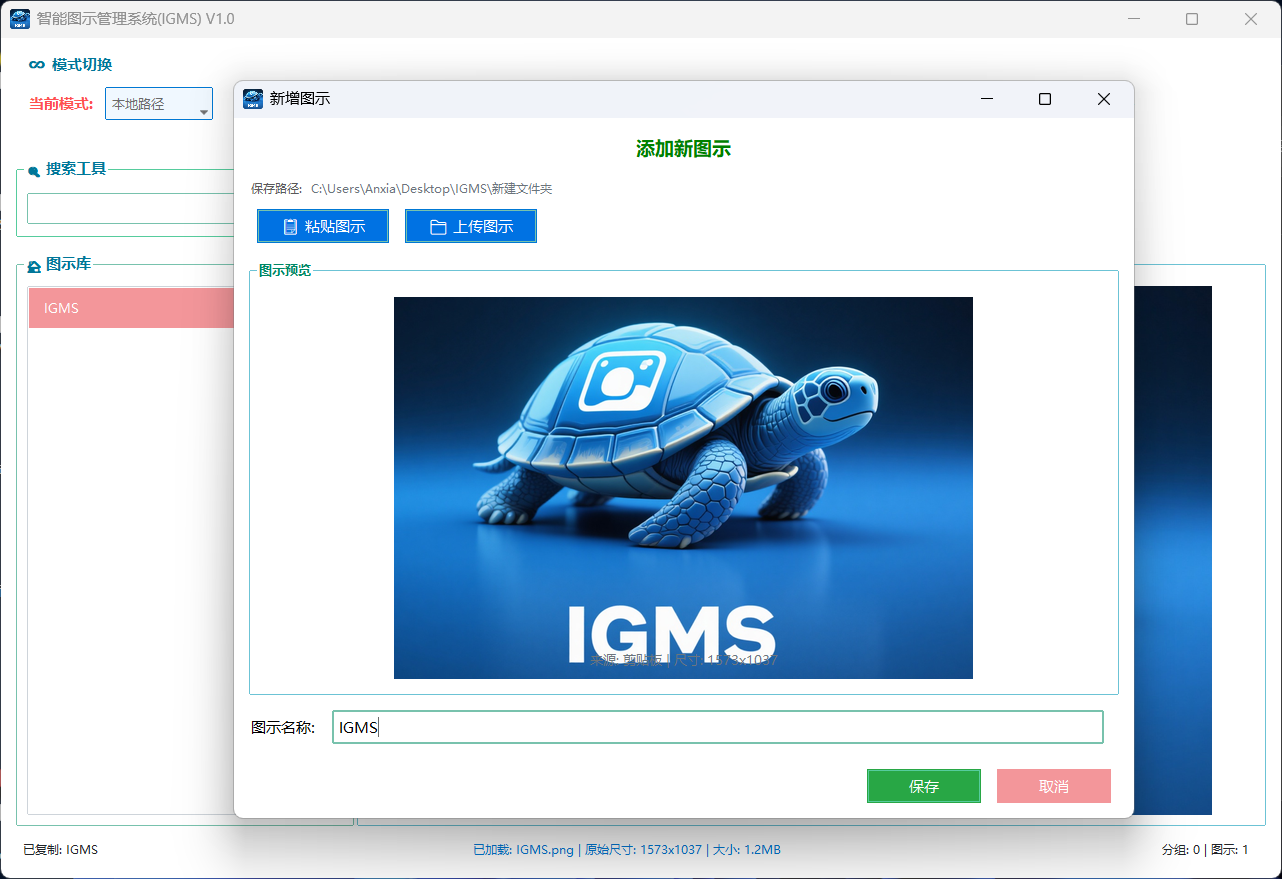 智能图示管理系统(IGMS) V1.0
模式切换
当前模式: 本地路径
搜索工具
图示库
IGMS
新增图示
添加新图示
保存路径: C:\Users\Anxia\Desktop\IGMS\新建文件夹
粘贴图示 上传图示
图示预览
IGMS
来源: 剪贴板 | 尺寸: 1573x1037
图示名称: IGMS
保存 取消
已复制: IGMS 已加载: IGMS.png | 原始尺寸: 1573x1037 | 大小: 1.2MB 分组: 0 | 图示: 1